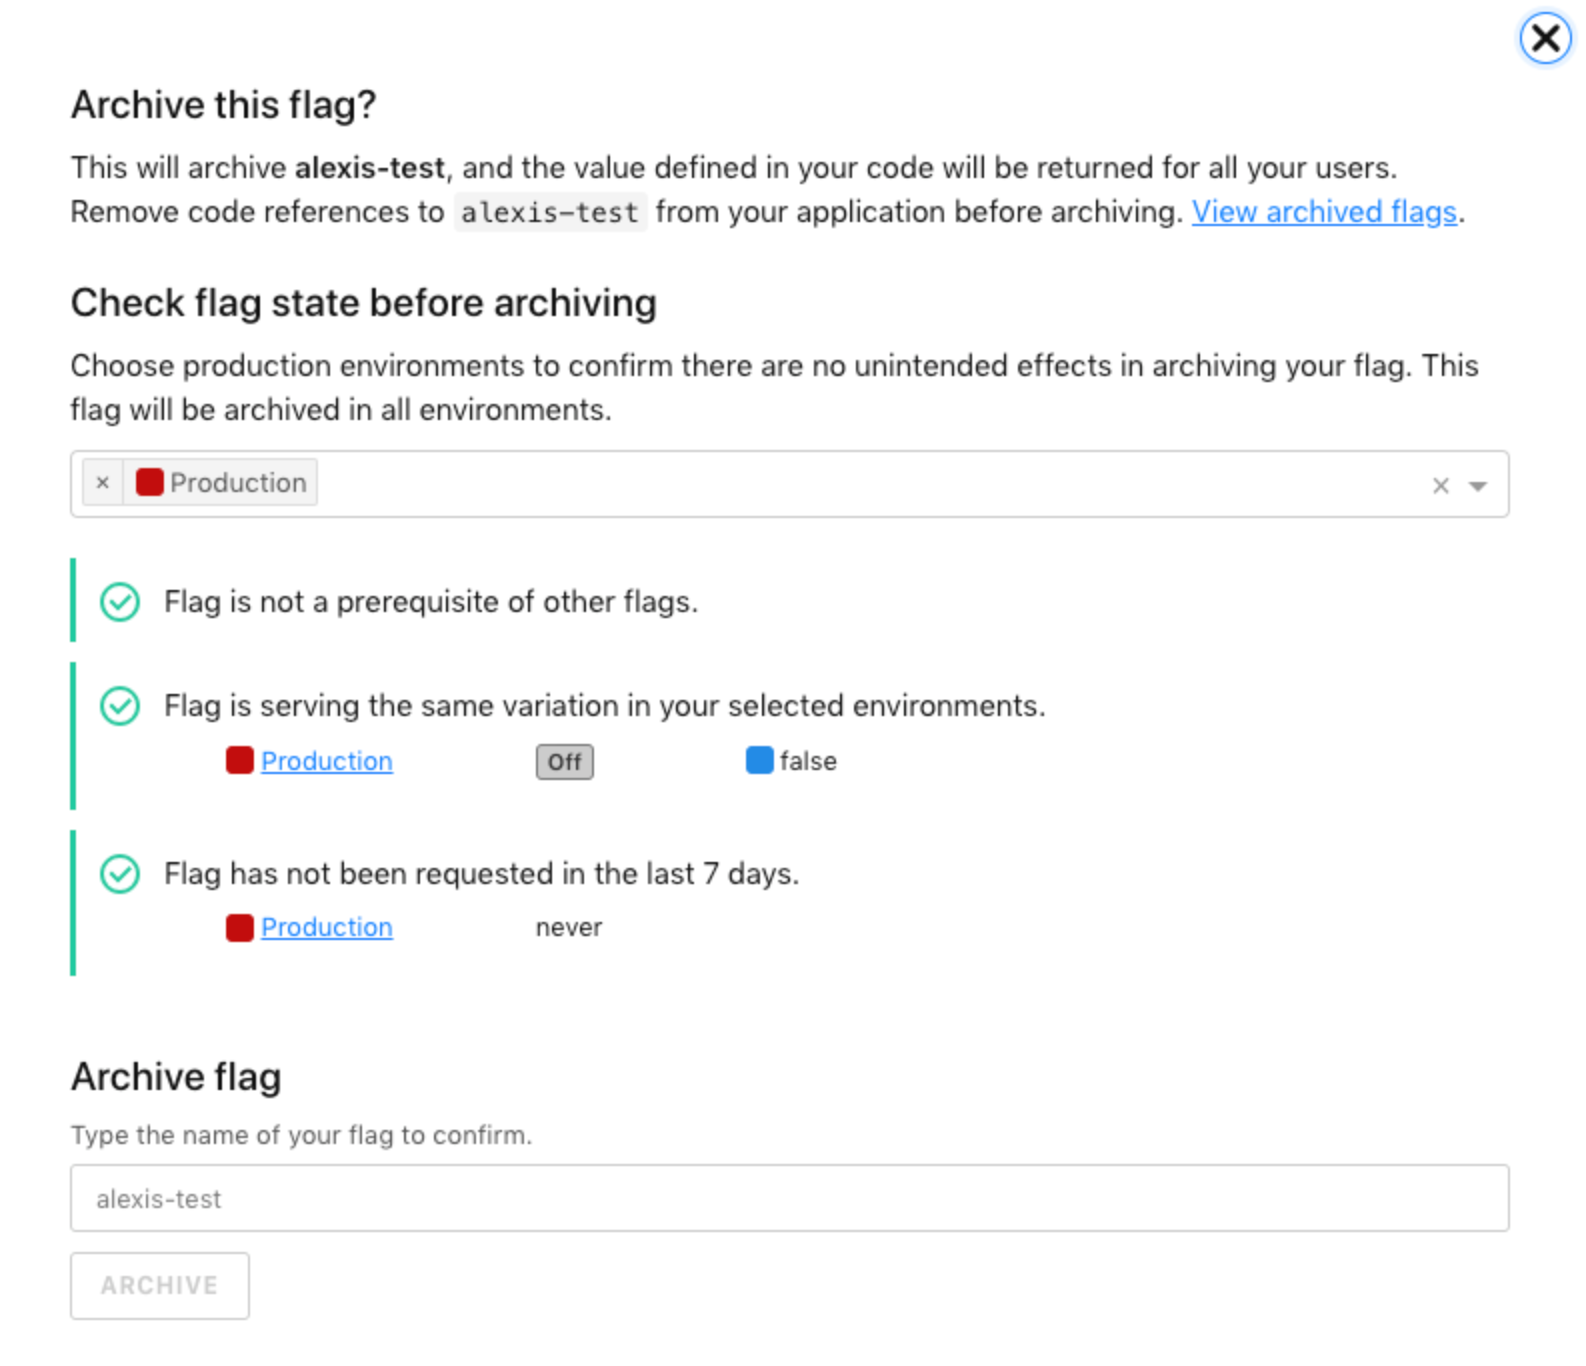 Archive this flag?
This will archive alexis-test, and the value defined in your code will be returned for all your users.
Remove code references to alexis-test from your application before archiving. View archived flags.
Check flag state before archiving
Choose production environments to confirm there are no unintended effects in archiving your flag. This
flag will be archived in all environments.
× Production
Flag is not a prerequisite of other flags.
Flag is serving the same variation in your selected environments.
Production Off false
Flag has not been requested in the last 7 days.
Production never
Archive flag
Type the name of your flag to confirm.
alexis-test
ARCHIVE